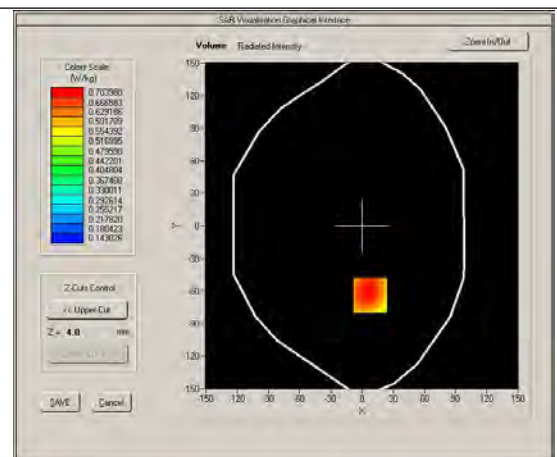 SAR Visualisation Graphical Interface
Volume Radiated Intensity
Zoom In/Out
Colors Scale
(W/kg)
0.703980
0.666583
0.629186
0.591789
0.554392
0.516995
0.479598
0.442201
0.404804
0.367408
0.330011
0.292614
0.255217
0.217820
0.180423
0.143026
Z-Cuts Control
<< Upper Cut
Z = 4.0 mm
SAVE Cancel
150
120
90
60
30
0
-30
-60
-90
-120
-150
Y
-150 -120 -90 -60 -30 0 30 60 90 120 150
X